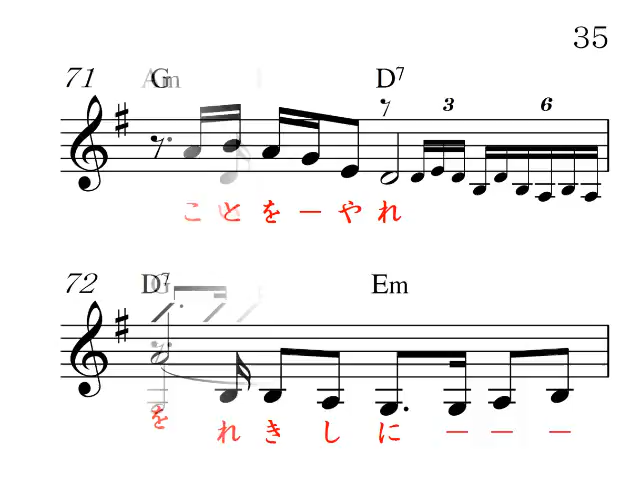 35
71 G D7
3 6
ことを ー やれ
72 D7 Em
を れきしに ー ー ー